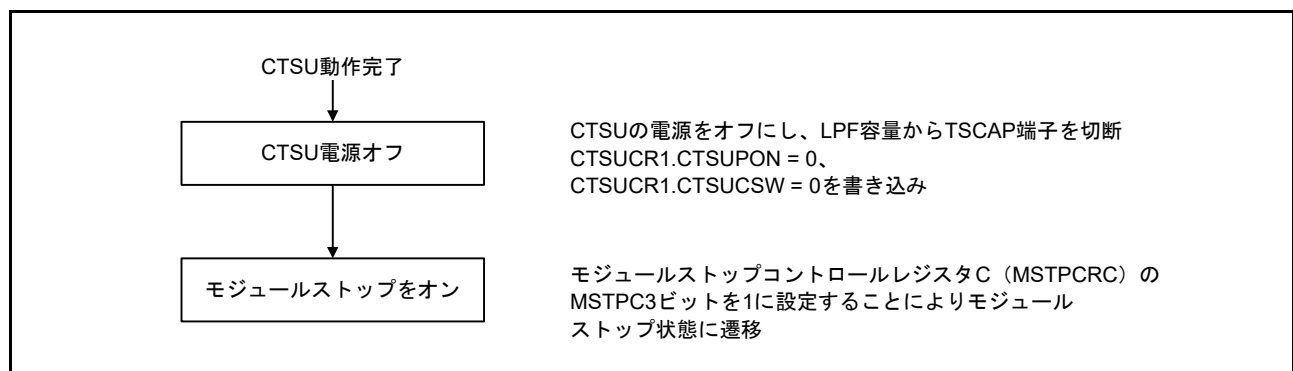 CTSU動作完了
CTSU電源オフ
CTSUの電源をオフにし、LPF容量からTSCAP端子を切断
CTSUCR1.CTSUPON = 0、
CTSUCR1.CTSUCSW = 0を書き込み
モジュールストップをオン
モジュールストップコントロールレジスタC（MSTPCRC）の
MSTPC3ビットを1に設定することによりモジュール
ストップ状態に遷移